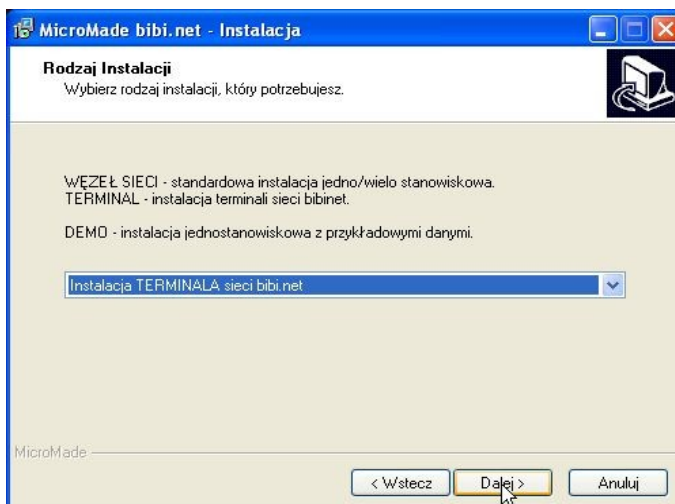 MicroMade bibi.net - Instalacja
Rodzaj Instalacji
Wybierz rodzaj instalacji, który potrzebujesz.
WĘZEŁ SIECI - standardowa instalacja jedno/wielo stanowiskowa.
TERMINAL - instalacja terminali sieci bibinet.
DEMO - instalacja jednostanowiskowa z przykładowymi danymi.
Instalacja TERMINALA sieci bibi.net
MicroMade
< Wstecz
Dalej >
Anuluj